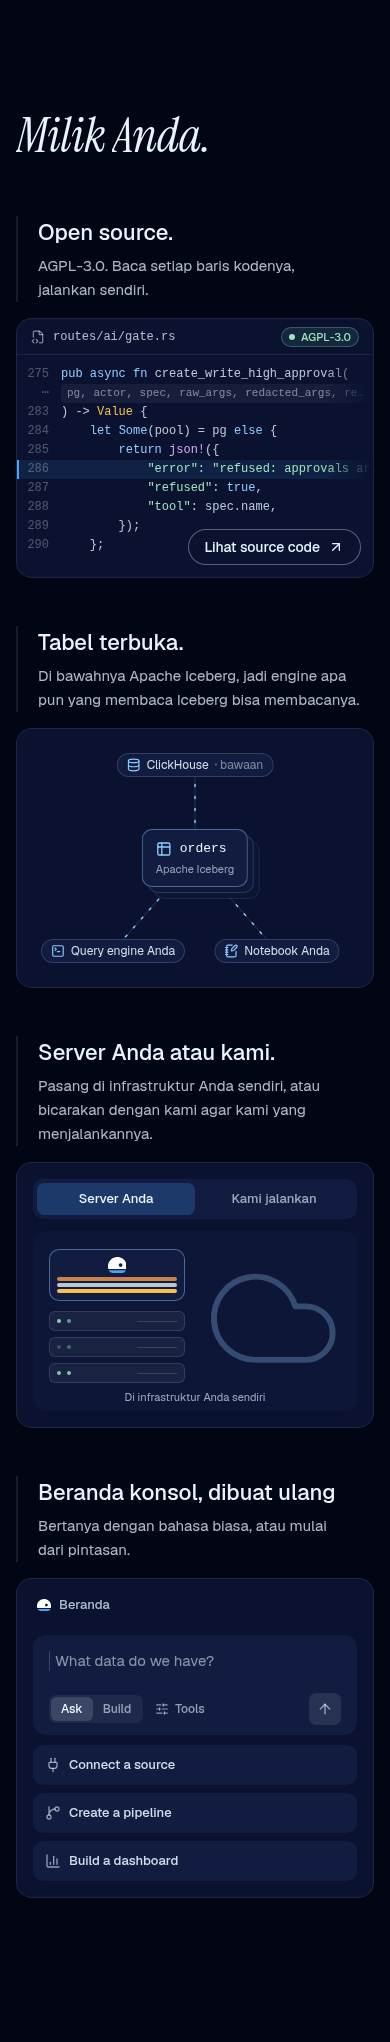 Milik Anda.
Open source.
AGPL-3.0. Baca setiap baris kodenya,
jalankan sendiri.
routes/ai/gate.rs
AGPL-3.0
275 pub async fn create_write_high_approval(
⋯ pg, actor, spec, raw_args, redacted_args, re…
283 ) -> Value {
284 let Some(pool) = pg else {
285 return json!({
286 "error": "refused: approvals ar
287 "refused": true,
288 "tool": spec.name,
289 });
290 };
Lihat source code
Tabel terbuka.
Di bawahnya Apache Iceberg, jadi engine apa
pun yang membaca Iceberg bisa membacanya.
ClickHouse · bawaan
orders
Apache Iceberg
Query engine Anda
Notebook Anda
Server Anda atau kami.
Pasang di infrastruktur Anda sendiri, atau
bicarakan dengan kami agar kami yang
menjalankannya.
Server Anda
Kami jalankan
Di infrastruktur Anda sendiri
Beranda konsol, dibuat ulang
Bertanya dengan bahasa biasa, atau mulai
dari pintasan.
Beranda
What data do we have?
Ask
Build
Tools
Connect a source
Create a pipeline
Build a dashboard